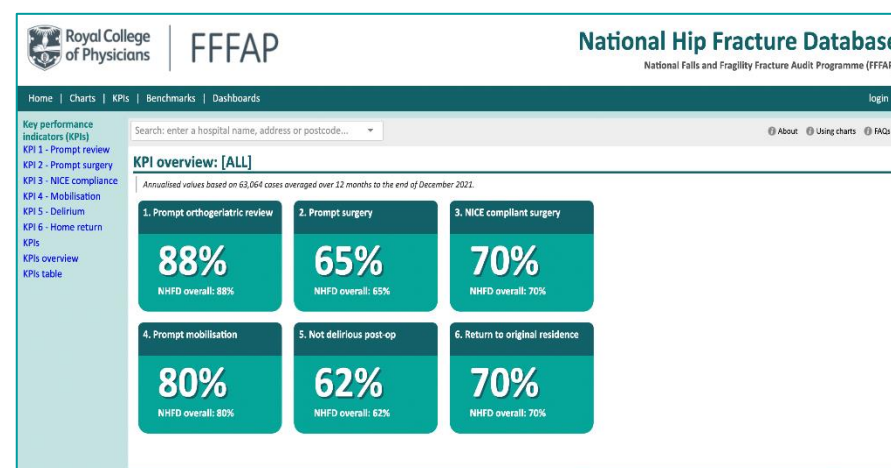 Royal College
of Physicians
FFFAP
National Hip Fracture Database
National Falls and Fragility Fracture Audit Programme (FFFAP
Home | Charts | KPIs | Benchmarks | Dashboards
login
Key performance
indicators (KPIs)
KPI 1 - Prompt review
KPI 2 - Prompt surgery
KPI 3 - NICE compliance
KPI 4 - Mobilisation
KPI 5 - Delirium
KPI 6 - Home return
KPIs
KPIs overview
KPIs table
Search: enter a hospital name, address or postcode...
About
Using charts
FAQs
KPI overview: [ALL]
Annualised values based on 63,064 cases averaged over 12 months to the end of December 2021.
1. Prompt orthogeriatric review
88%
NHFD overall: 88%
2. Prompt surgery
65%
NHFD overall: 65%
3. NICE compliant surgery
70%
NHFD overall: 70%
4. Prompt mobilisation
80%
NHFD overall: 80%
5. Not delirious post-op
62%
NHFD overall: 62%
6. Return to original residence
70%
NHFD overall: 70%